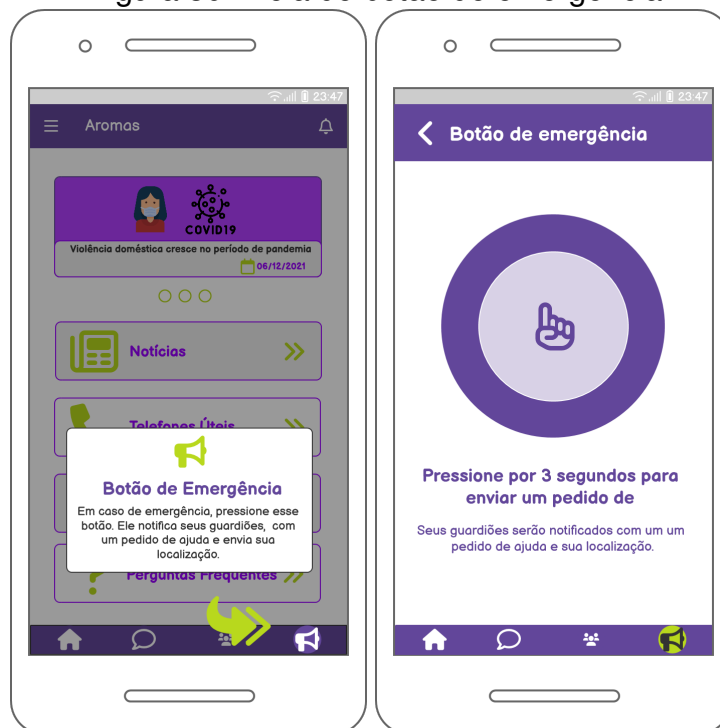 23:47
Aromas
COVID19
Violência doméstica cresce no período de pandemia
06/12/2021
Notícias
Telefones Úteis
Botão de Emergência
Em caso de emergência, pressione esse
botão. Ele notifica seus guardiões, com
um pedido de ajuda e envia sua
localização.
Perguntas Frequentes
23:47
Botão de emergência
Pressione por 3 segundos para
enviar um pedido de
Seus guardiões serão notificados com um um
pedido de ajuda e sua localização.